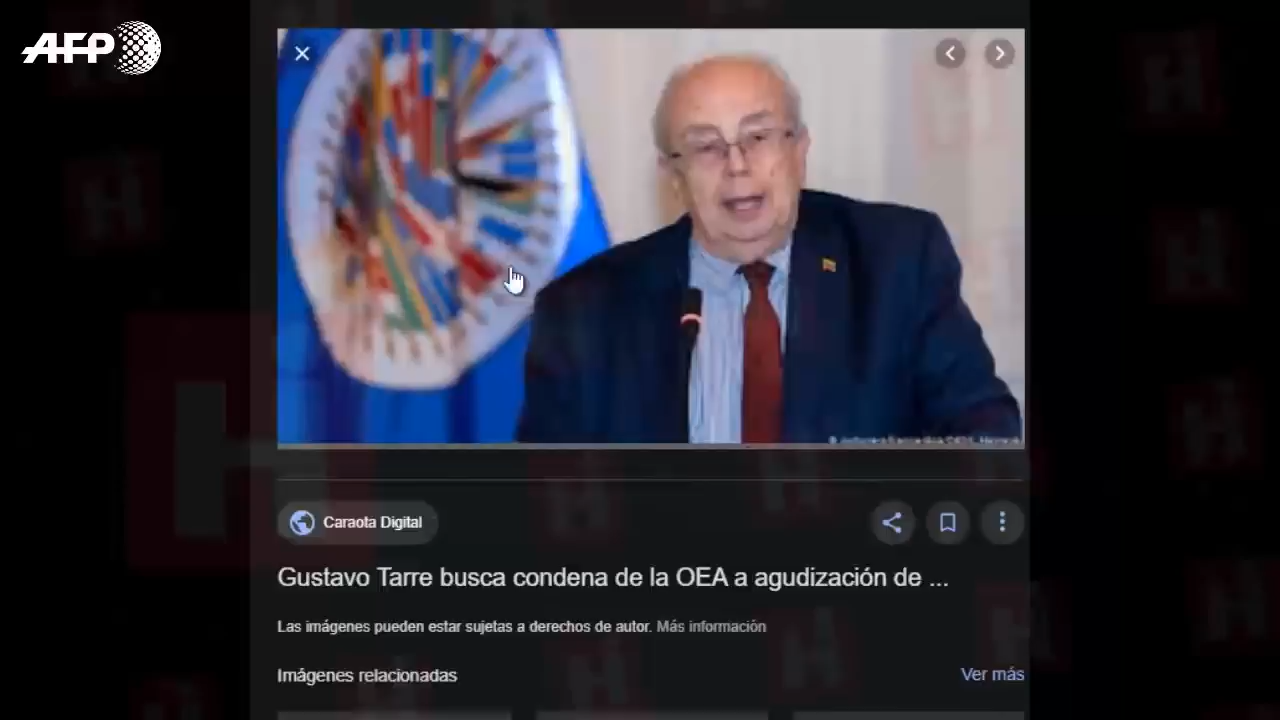 AFP
Caraota Digital
Gustavo Tarre busca condena de la OEA a agudización de ...
Las imágenes pueden estar sujetas a derechos de autor. Más información
Imágenes relacionadas
Ver más